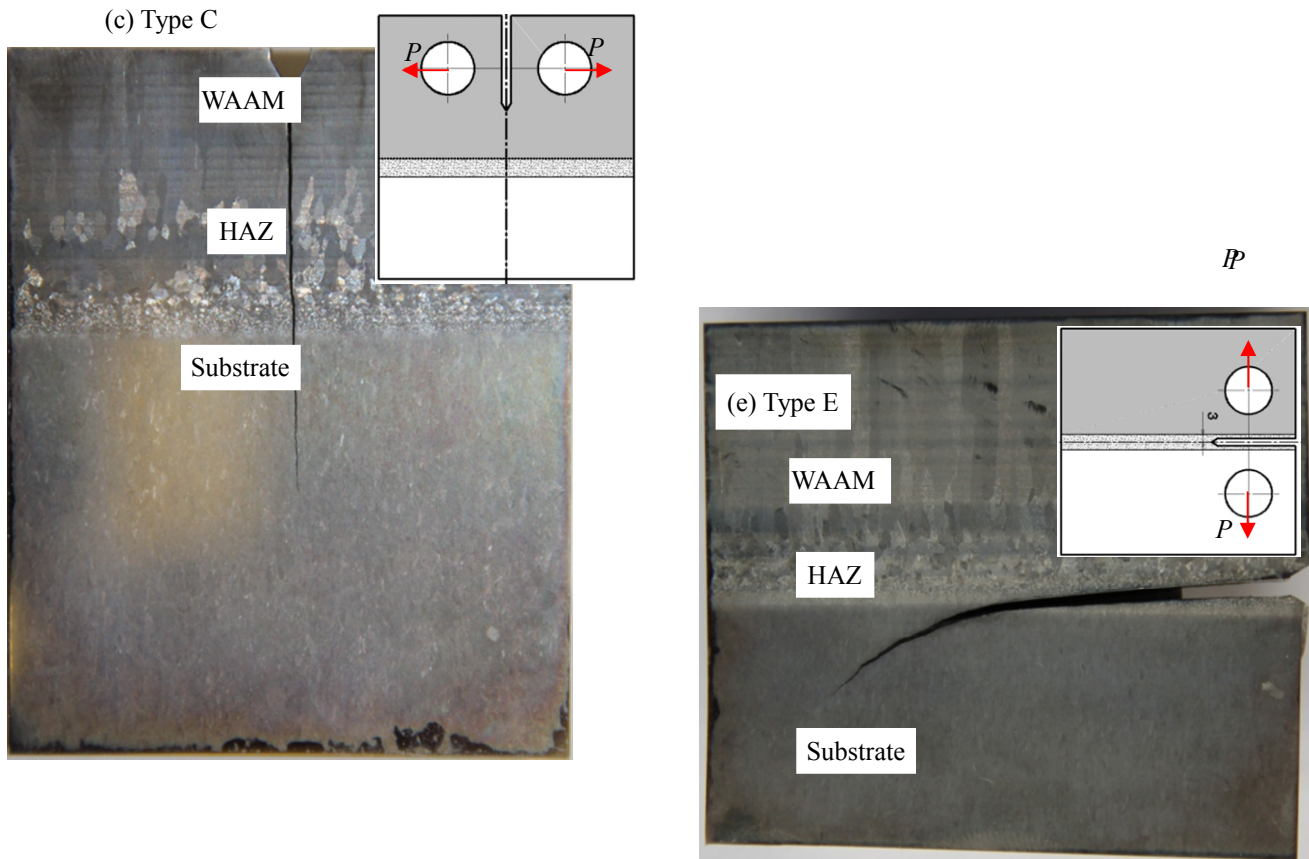 (c) Type C
P
P
WAAM
HAZ
Substrate
PP
(e) Type E
3
WAAM
P
HAZ
Substrate